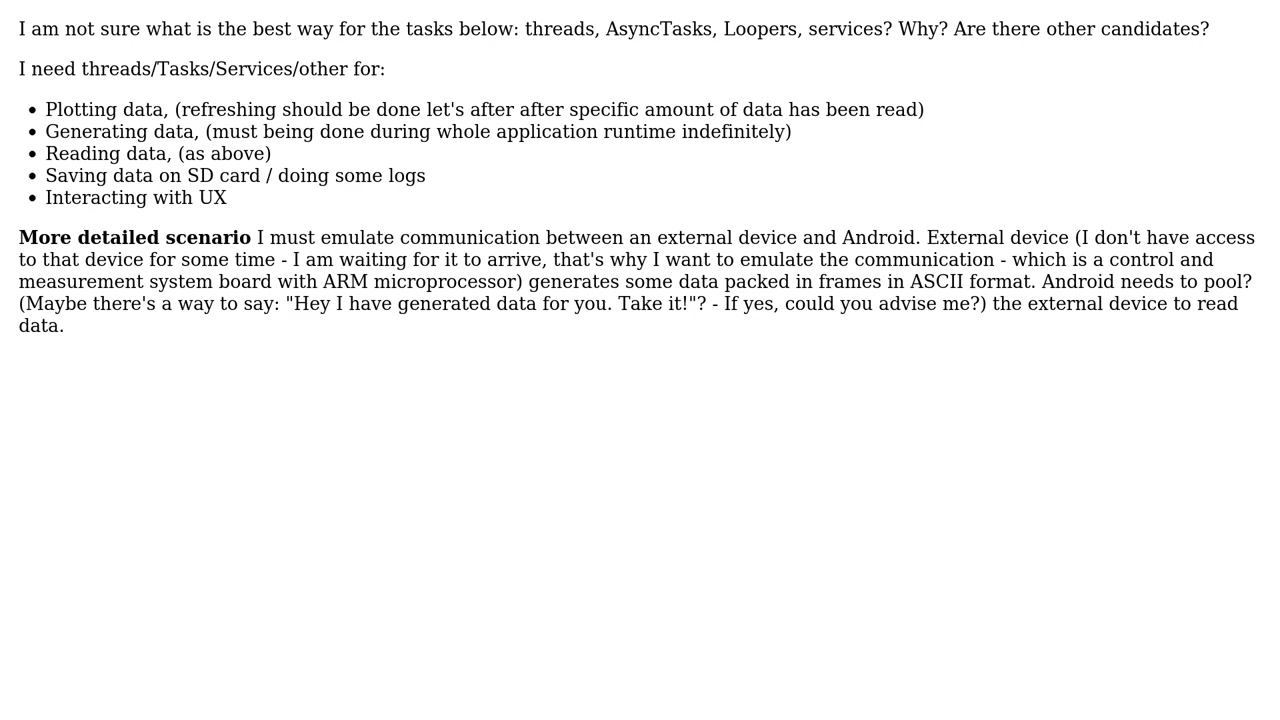 I am not sure what is the best way for the tasks below: threads, AsyncTasks, Loopers, services? Why? Are there other candidates?
I need threads/Tasks/Services/other for:
• Plotting data, (refreshing should be done let's after after specific amount of data has been read)
• Generating data, (must being done during whole application runtime indefinitely)
• Reading data, (as above)
• Saving data on SD card / doing some logs
• Interacting with UX
More detailed scenario I must emulate communication between an external device and Android. External device (I don't have access
to that device for some time - I am waiting for it to arrive, that's why I want to emulate the communication - which is a control and
measurement system board with ARM microprocessor) generates some data packed in frames in ASCII format. Android needs to pool?
(Maybe there's a way to say: "Hey I have generated data for you. Take it!"? - If yes, could you advise me?) the external device to read
data.